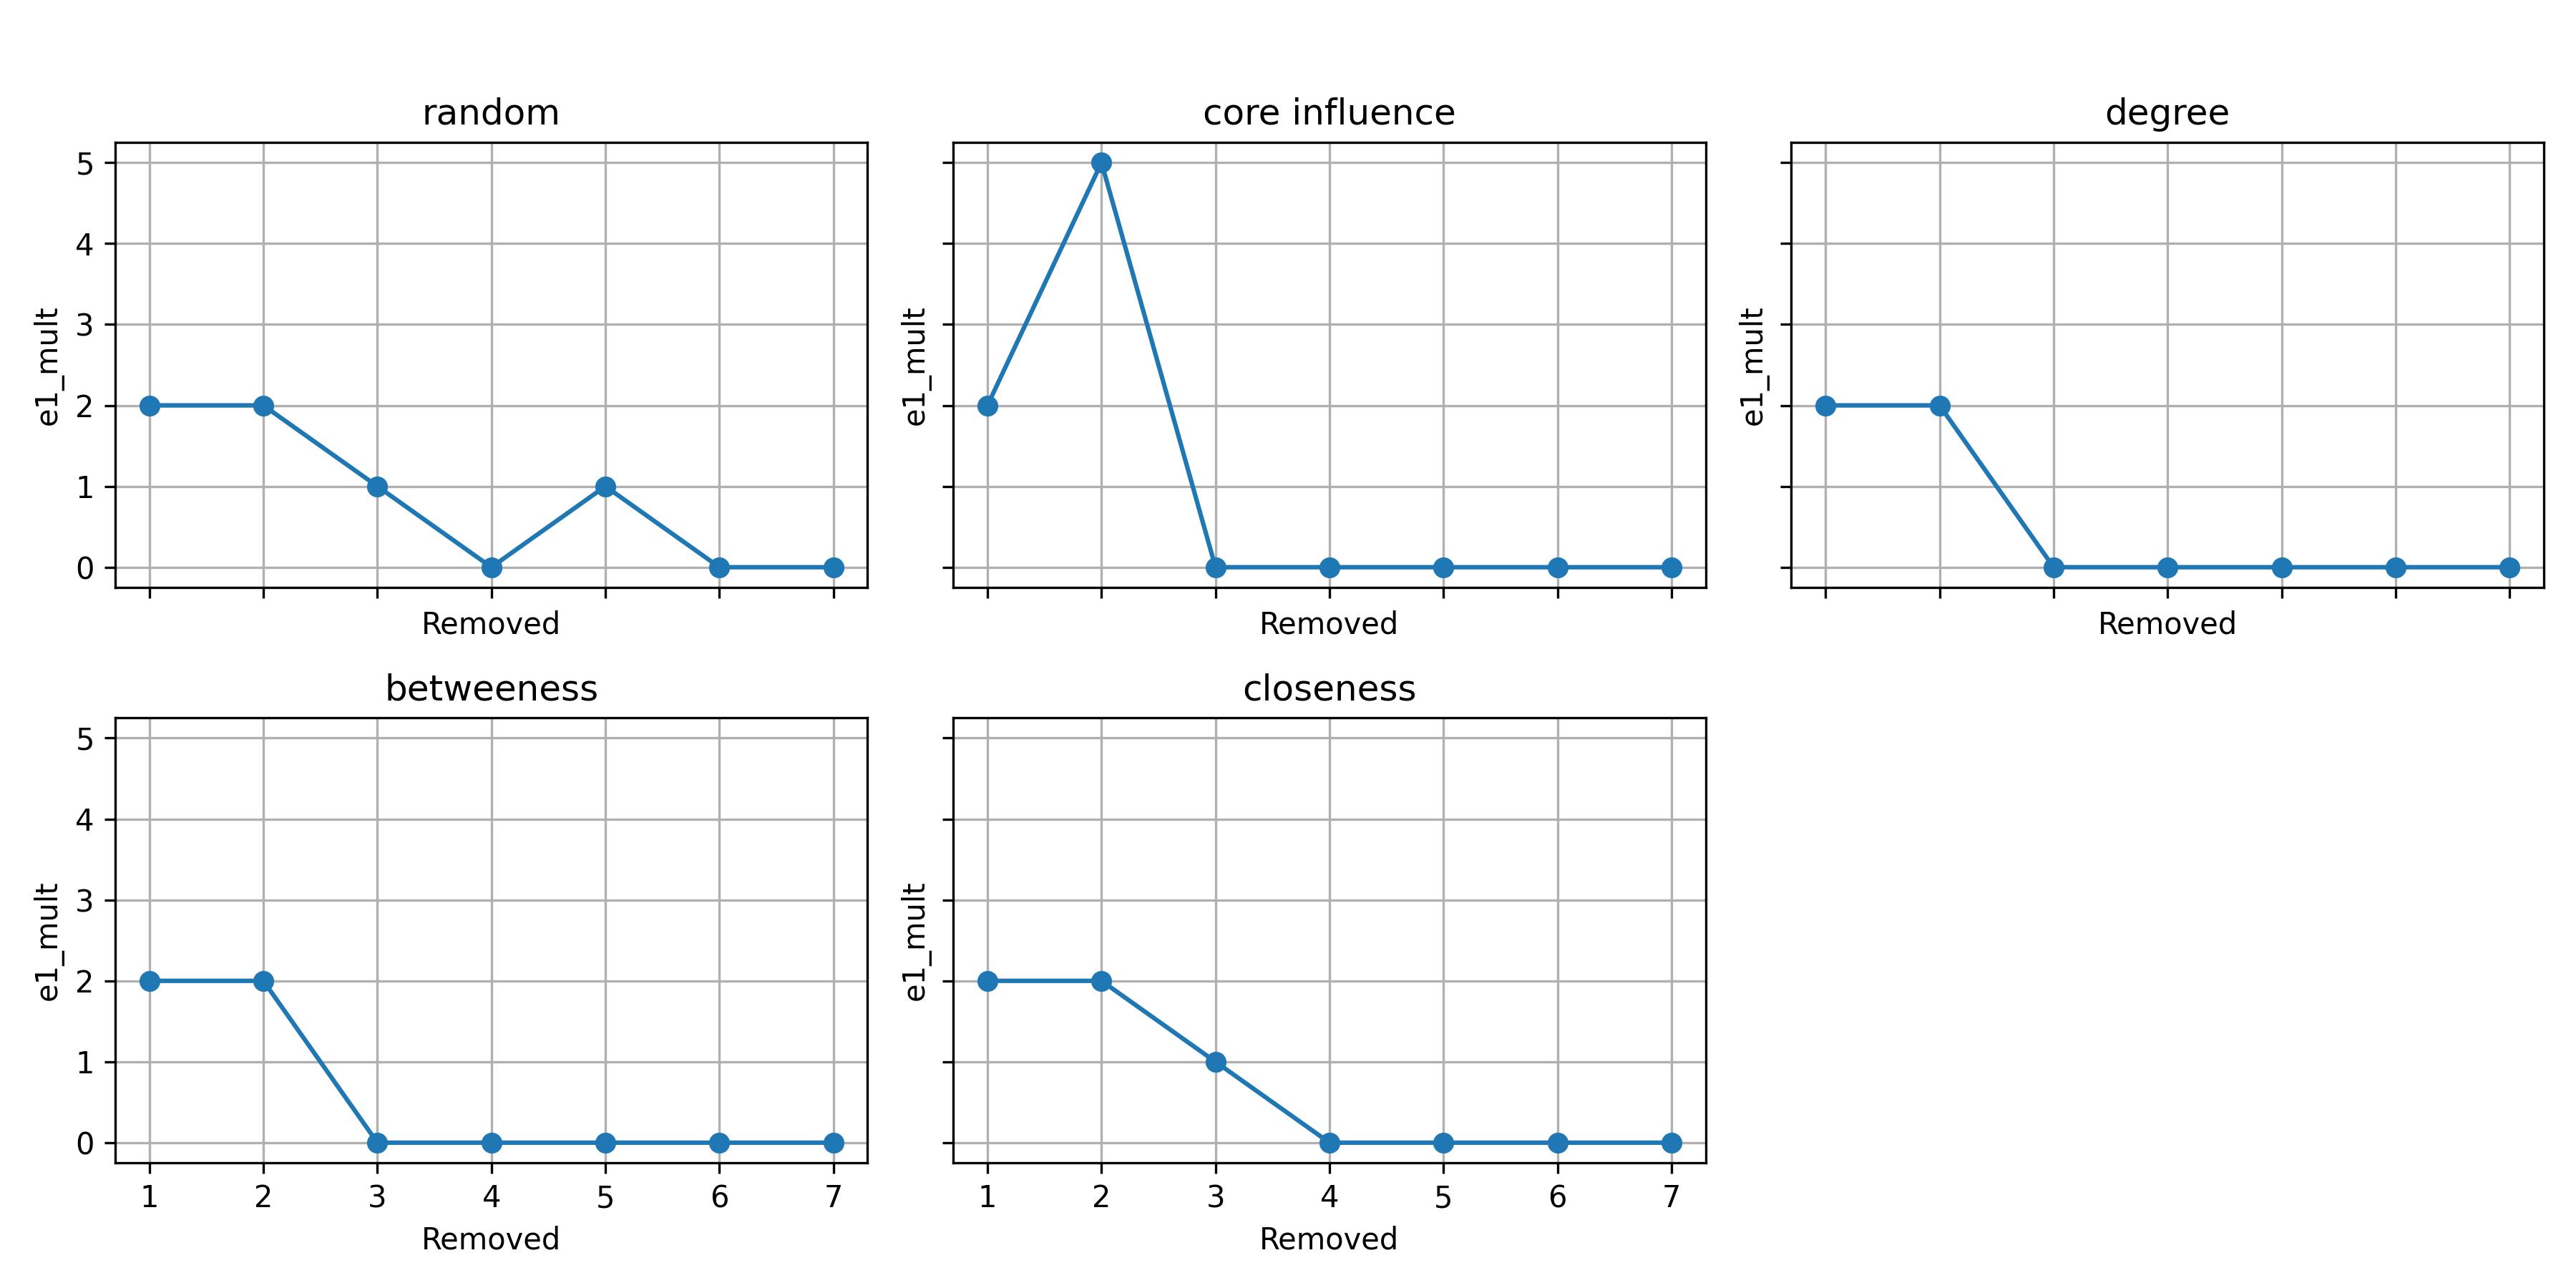 random
core influence
degree
5
4
3
2
1
0
e1_mult
e1_mult
e1_mult
Removed
Removed
Removed
betweeness
closeness
5
4
3
2
1
0
e1_mult
e1_mult
1 2 3 4 5 6 7
1 2 3 4 5 6 7
Removed
Removed